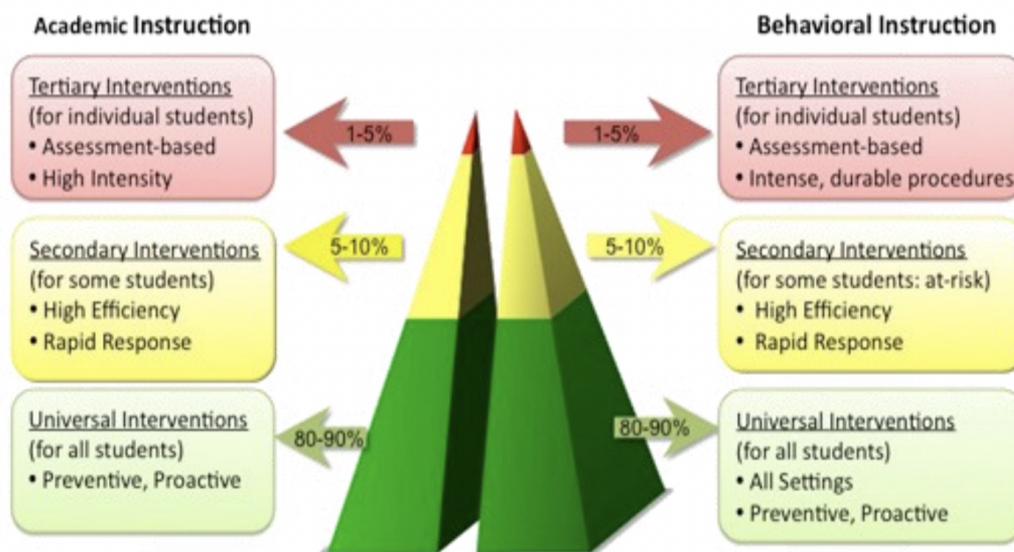 Academic Instruction
Tertiary Interventions
(for individual students)
• Assessment-based
• High Intensity
1-5%
Secondary Interventions
(for some students)
• High Efficiency
• Rapid Response
5-10%
Universal Interventions
(for all students)
• Preventive, Proactive
80-90%
Behavioral Instruction
1-5%
Tertiary Interventions
(for individual students)
• Assessment-based
• Intense, durable procedures
5-10%
Secondary Interventions
(for some students: at-risk)
• High Efficiency
• Rapid Response
80-90%
Universal Interventions
(for all students)
• All Settings
• Preventive, Proactive